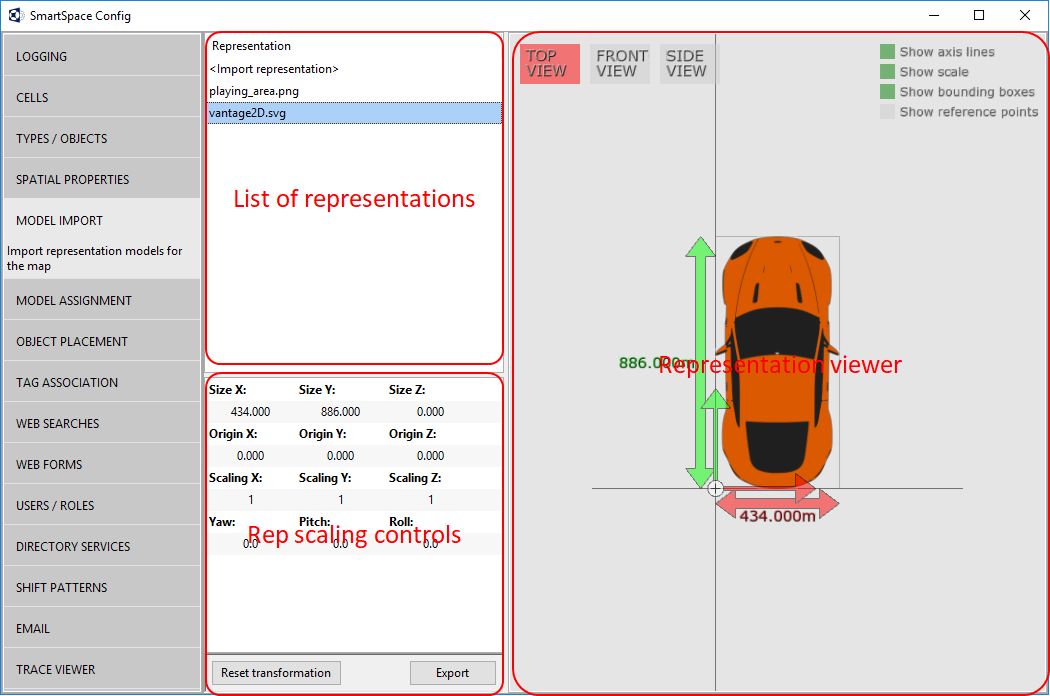 SmartSpace Config
LOGGING
CELLS
TYPES / OBJECTS
SPATIAL PROPERTIES
MODEL IMPORT
Import representation models for
the map
MODEL ASSIGNMENT
OBJECT PLACEMENT
TAG ASSOCIATION
WEB SEARCHES
WEB FORMS
USERS / ROLES
DIRECTORY SERVICES
SHIFT PATTERNS
EMAIL
TRACE VIEWER
Representation
<Import representation>
playing_area.png
vantage2D.svg
List of representations
Size X: Size Y: Size Z:
434.000 886.000 0.000
Origin X: Origin Y: Origin Z:
0.000 0.000 0.000
Scaling X: Scaling Y: Scaling Z:
1 1 1
Yaw: Pitch: Roll:
0.0 0.0 0.0
Rep scaling controls
Reset transformation Export
TOP
VIEW
FRONT
VIEW
SIDE
VIEW
Show axis lines
Show scale
Show bounding boxes
Show reference points
886.000m
Representation viewer
434.000m